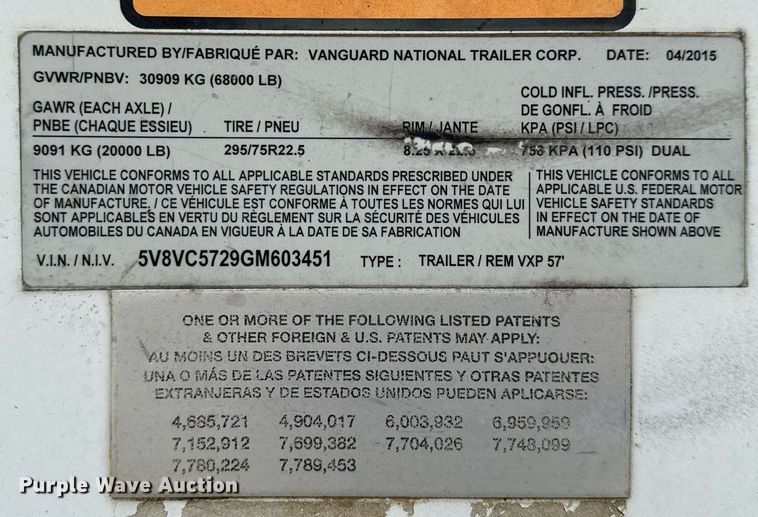 MANUFACTURED BY/FABRIQUÉ PAR: VANGUARD NATIONAL TRAILER CORP. DATE: 04/2015
GVWR/PNBV: 30909 KG (68000 LB)
COLD INFL. PRESS./PRESS.
GAWR (EACH AXLE) / DE GONFL. À FROID
PNBE (CHAQUE ESSIEU) TIRE / PNEU RIM / JANTE KPA (PSI / LPC)
9091 KG (20000 LB) 295/75R22.5 8.25 X 758 KPA (110 PSI) DUAL
THIS VEHICLE CONFORMS TO ALL APPLICABLE STANDARDS PRESCRIBED UNDER
THE CANADIAN MOTOR VEHICLE SAFETY REGULATIONS IN EFFECT ON THE DATE
OF MANUFACTURE. / CE VÉHICULE EST CONFORME À TOUTES LES NORMES QUI LUI
SONT APPLICABLES EN VERTU DU RÈGLEMENT SUR LA SÉCURITÉ DES VÉHICULES
AUTOMOBILES DU CANADA EN VIGUEUR À LA DATE DE SA FABRICATION
THIS VEHICLE CONFORMS TO ALL
APPLICABLE U.S. FEDERAL MOTOR
VEHICLE SAFETY STANDARDS
IN EFFECT ON THE DATE OF
MANUFACTURE SHOWN ABOVE
V.I.N. / N.I.V. 5V8VC5729GM603451 TYPE : TRAILER / REM VXP 57'
ONE OR MORE OF THE FOLLOWING LISTED PATENTS
& OTHER FOREIGN & U.S. PATENTS MAY APPLY:
AU MOINS UN DES BREVETS CI-DESSOUS PAUT S'APPUOUER:
UNA O MÁS DE LAS PATENTES SIGUIENTES Y OTRAS PATENTES
EXTRANJERAS Y DE ESTADOS UNIDOS PUEDEN APLICARSE:
4,685,721 4,904,017 6,003,932 6,959,959
7,152,912 7,699,382 7,704,026 7,748,099
7,780,224 7,789,453
Purple Wave Auction